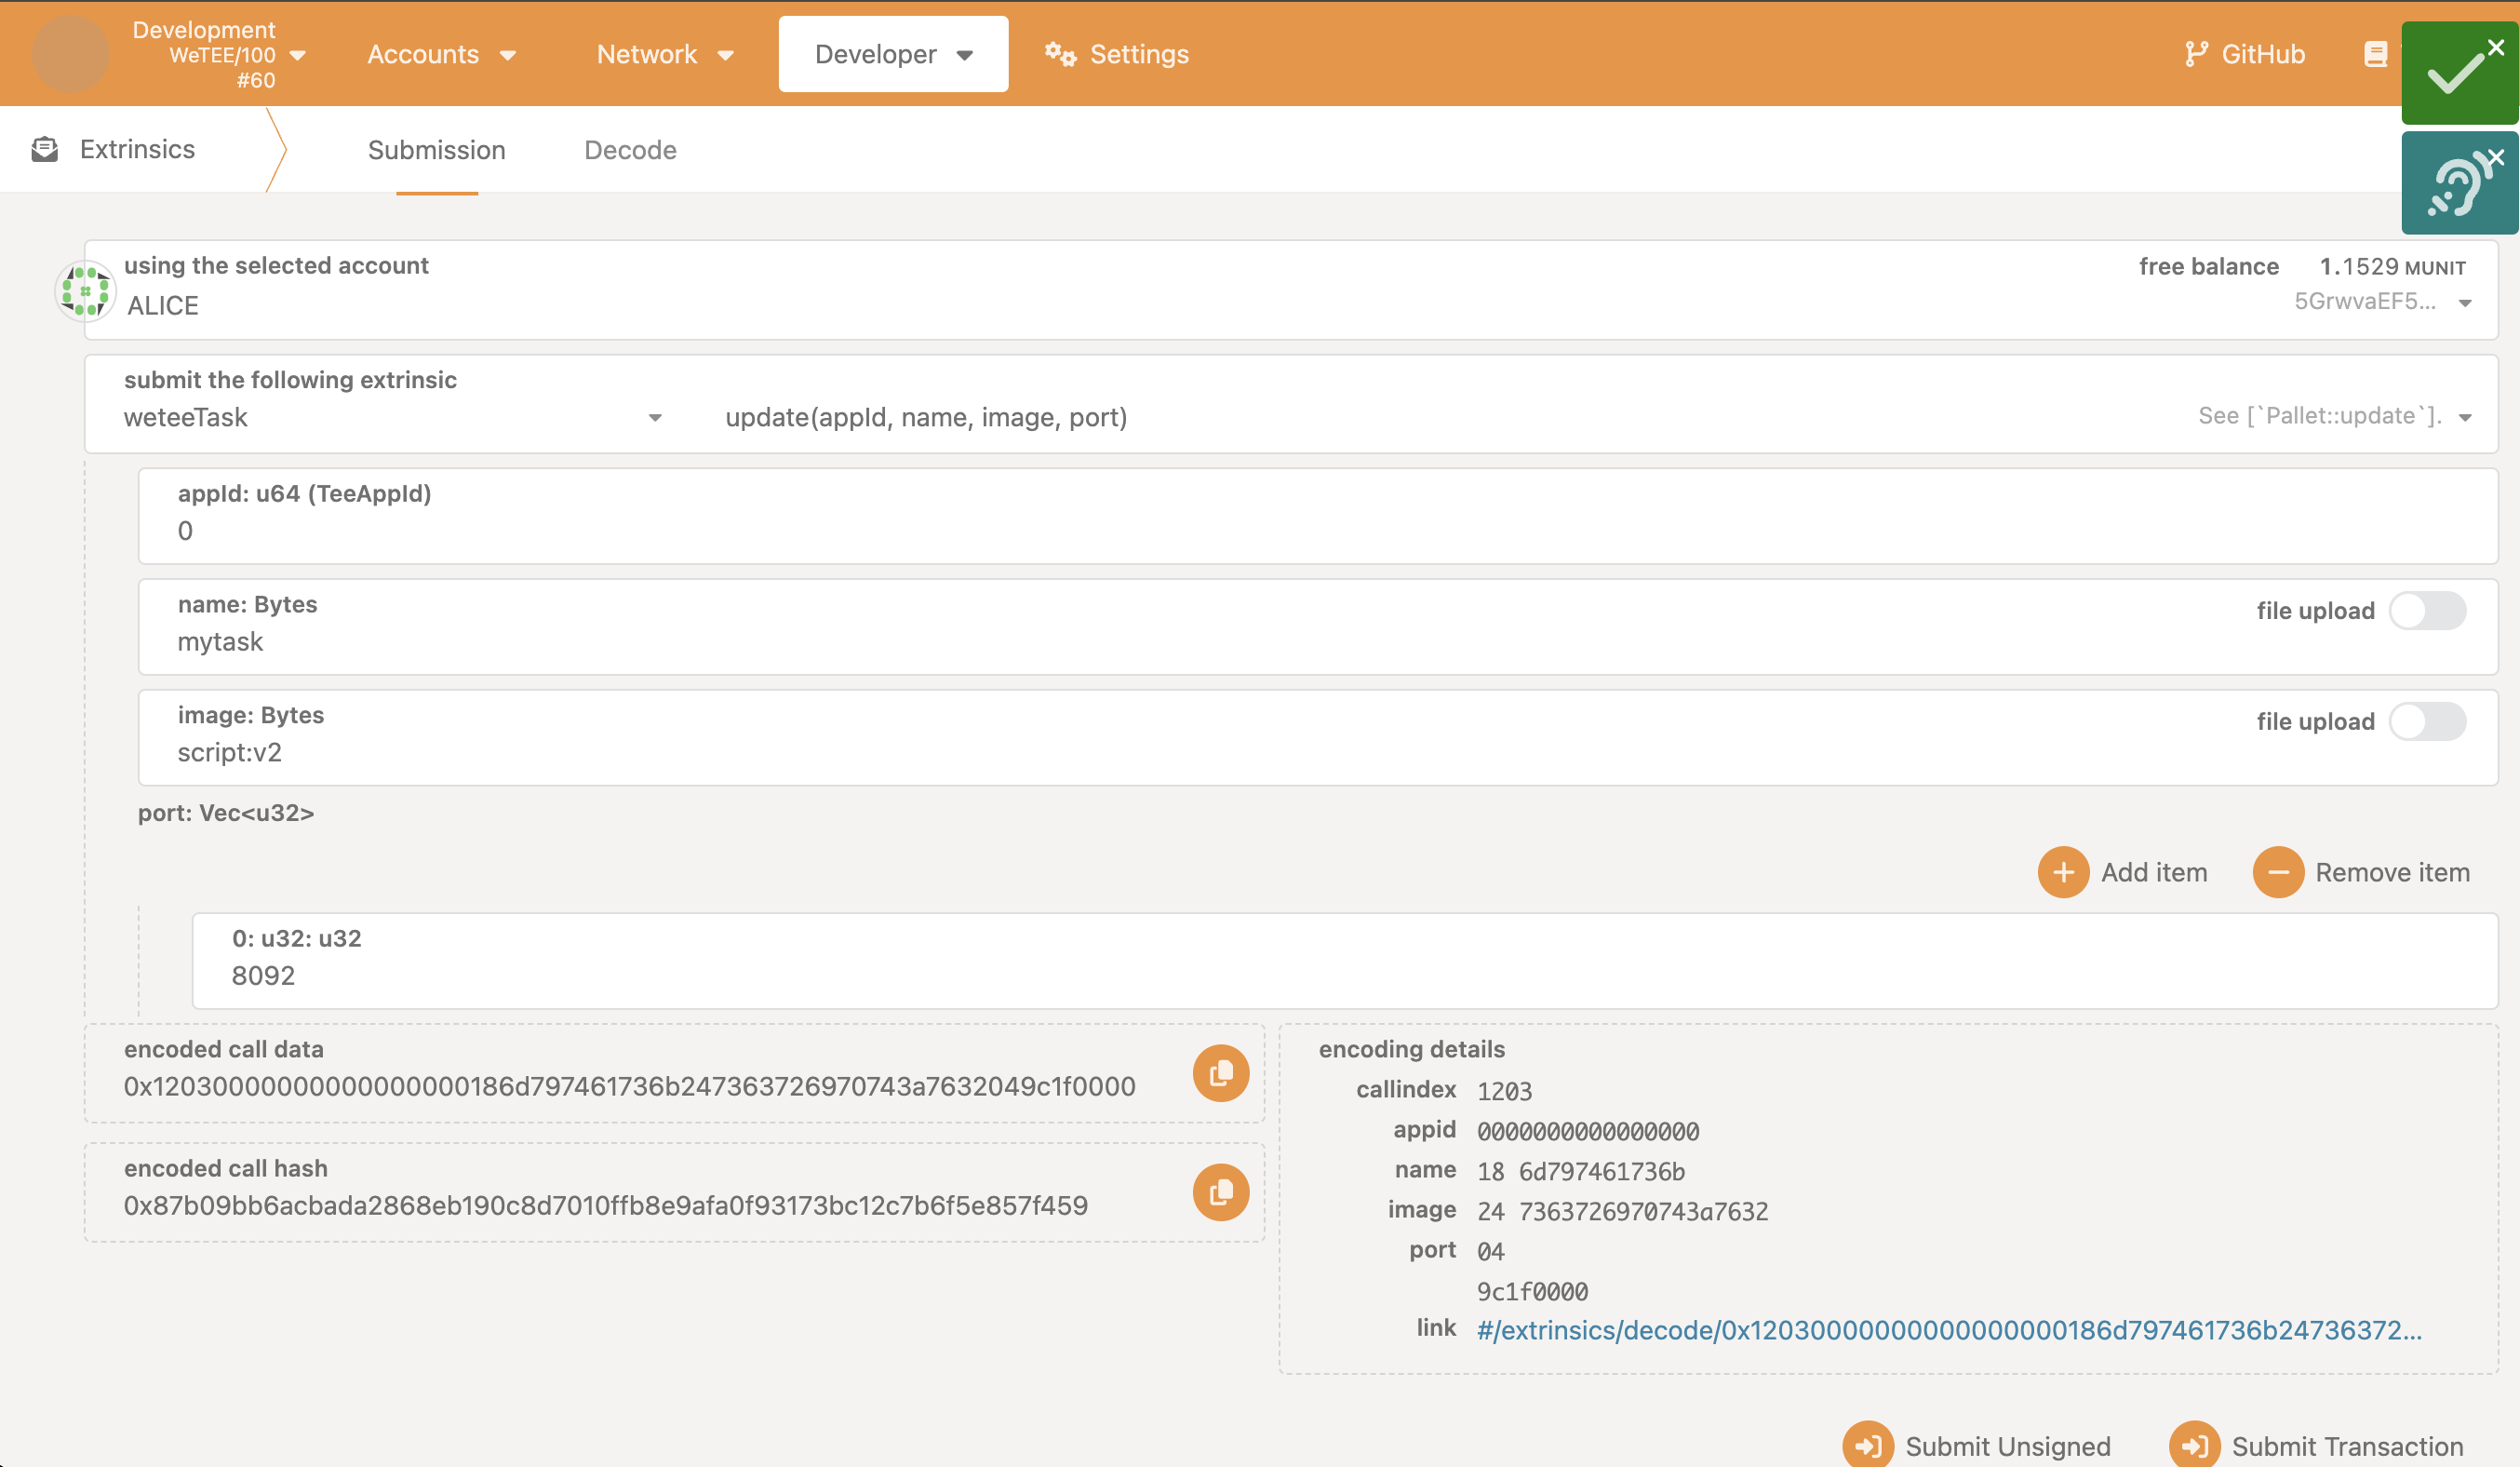 Development
WeTEE/100
#60
Accounts
Network
Developer
Settings
GitHub
Extrinsics
Submission
Decode
using the selected account
ALICE
free balance 1.1529 MUNIT
5GrwvaEF5...
submit the following extrinsic
weteeTask
update(appId, name, image, port)
See [`Pallet::update`].
appId: u64 (TeeAppId)
0
name: Bytes
mytask
file upload
image: Bytes
script:v2
file upload
port: Vec<u32>
Add item
Remove item
0: u32: u32
8092
encoded call data
0x12030000000000000000186d797461736b247363726970743a7632049c1f0000
encoded call hash
0x87b09bb6acbada2868eb190c8d7010ffb8e9afa0f93173bc12c7b6f5e857f459
encoding details
callindex 1203
appid 0000000000000000
name 18 6d797461736b
image 24 7363726970743a7632
port 04
9c1f0000
link #/extrinsics/decode/0x12030000000000000000186d797461736b24736372...
Submit Unsigned
Submit Transaction